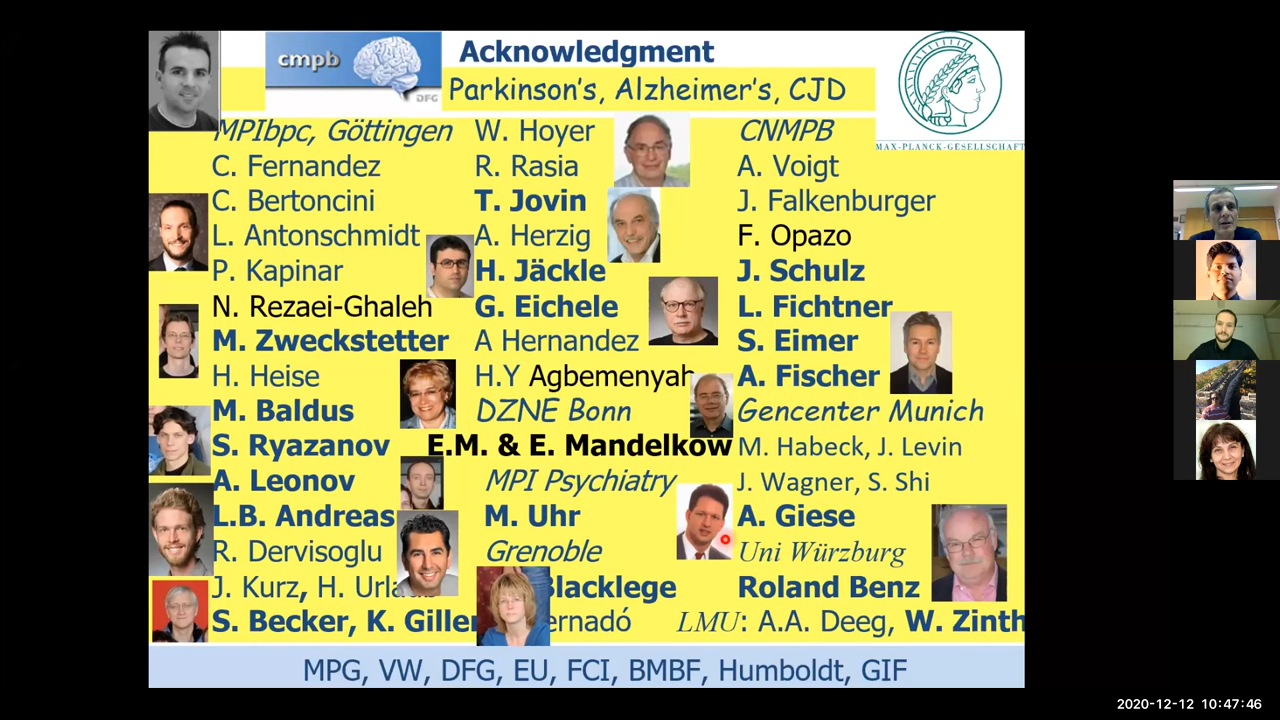 cmpb
DFG
Acknowledgment
Parkinson's, Alzheimer's, CJD
MAX-PLANCK-GESELLSCHAFT
MPIbpc, Göttingen
C. Fernandez
C. Bertoncini
L. Antonschmidt
P. Kapinar
N. Rezaei-Ghaleh
M. Zweckstetter
H. Heise
M. Baldus
S. Ryazanov
A. Leonov
L.B. Andreas
R. Dervisoglu
J. Kurz, H.
S. Becker, K.
W. Hoyer
R. Rasia
T. Jovin
A. Herzig
H. Jäckle
G. Eichele
A Hernandez
H.Y Agbemenyah
DZNE Bonn
E.M. & E. Mandelkow
MPI Psychiatry
M. Uhr
Grenoble
Blacklege
CNMPB
A. Voigt
J. Falkenburger
F. Opazo
J. Schulz
L. Fichtner
S. Eimer
A. Fischer
Gencenter Munich
M. Habeck, J. Levin
J. Wagner, S. Shi
A. Giese
Uni Würzburg
Roland Benz
LMU: A.A. Deeg, W. Zinth
MPG, VW, DFG, EU, FCI, BMBF, Humboldt, GIF
2020-12-12 10:47:46